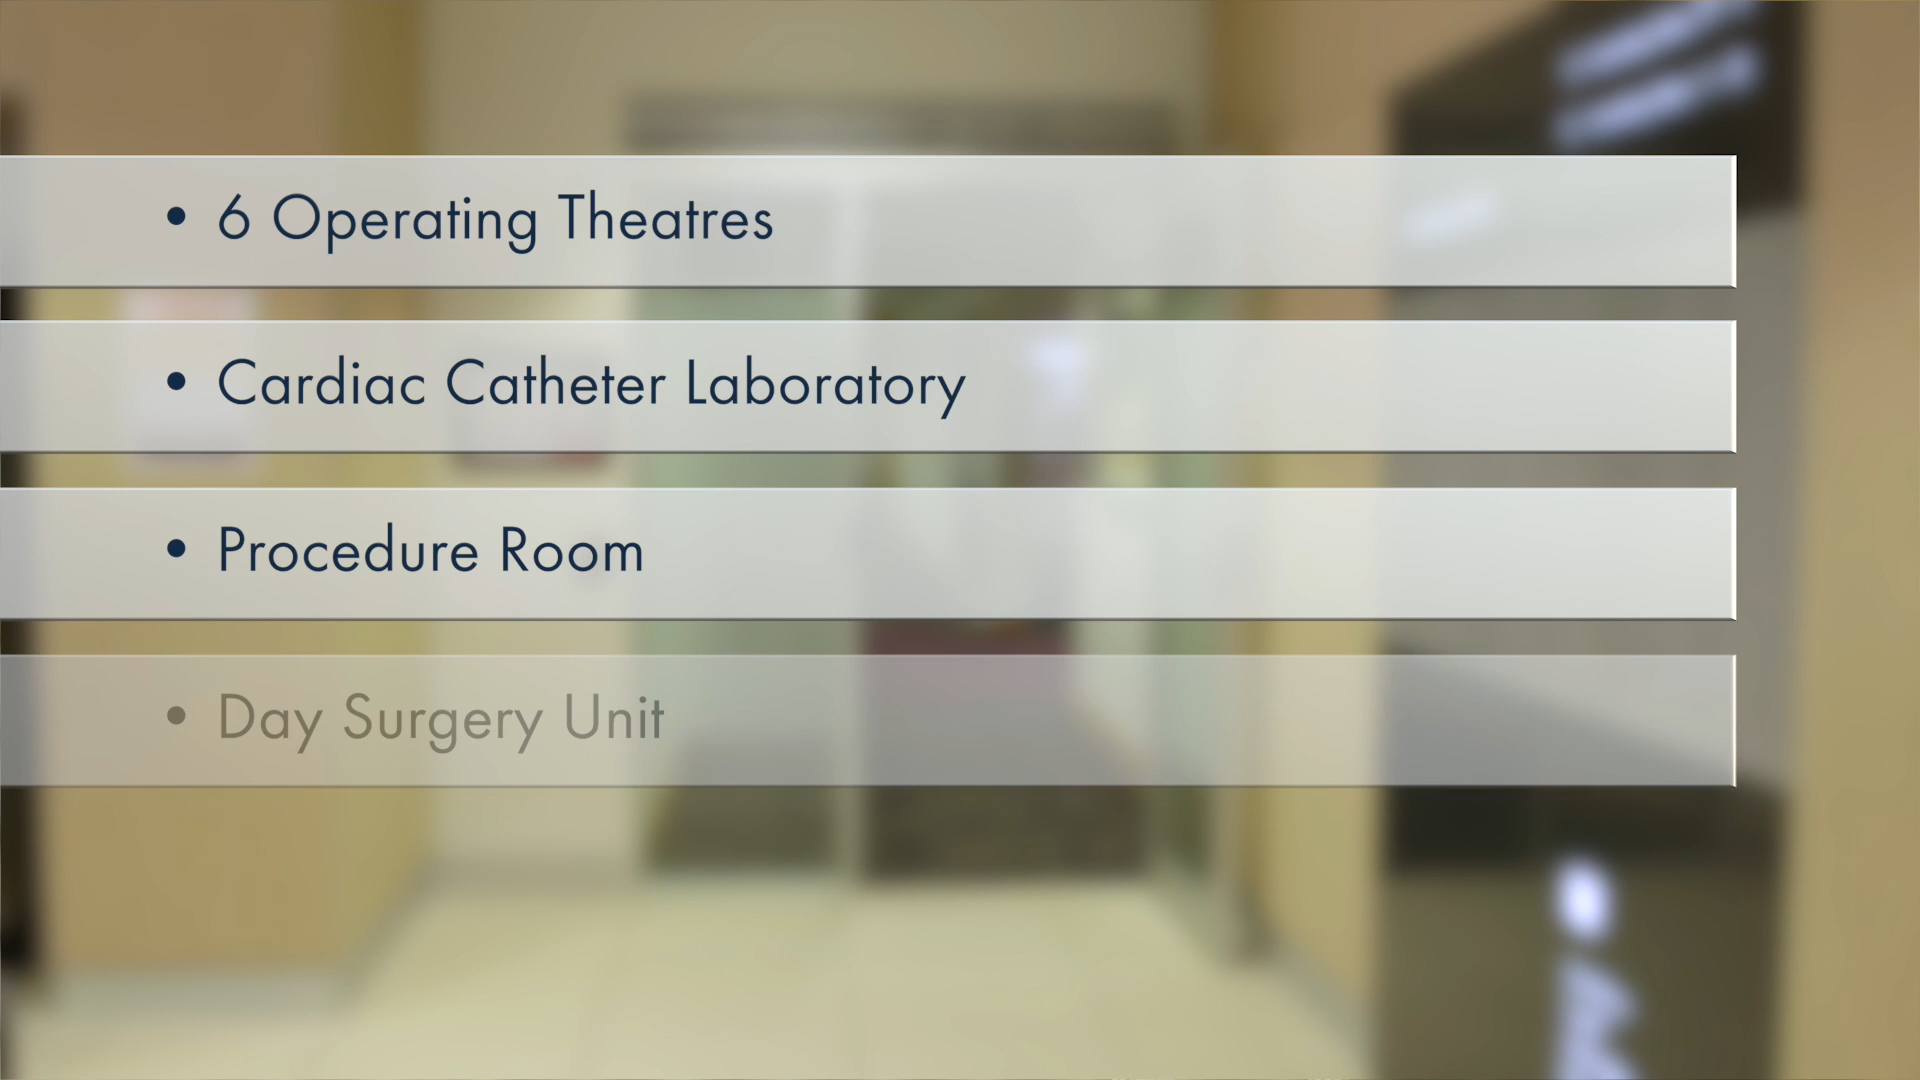 • 6 Operating Theatres
• Cardiac Catheter Laboratory
• Procedure Room
• Day Surgery Unit